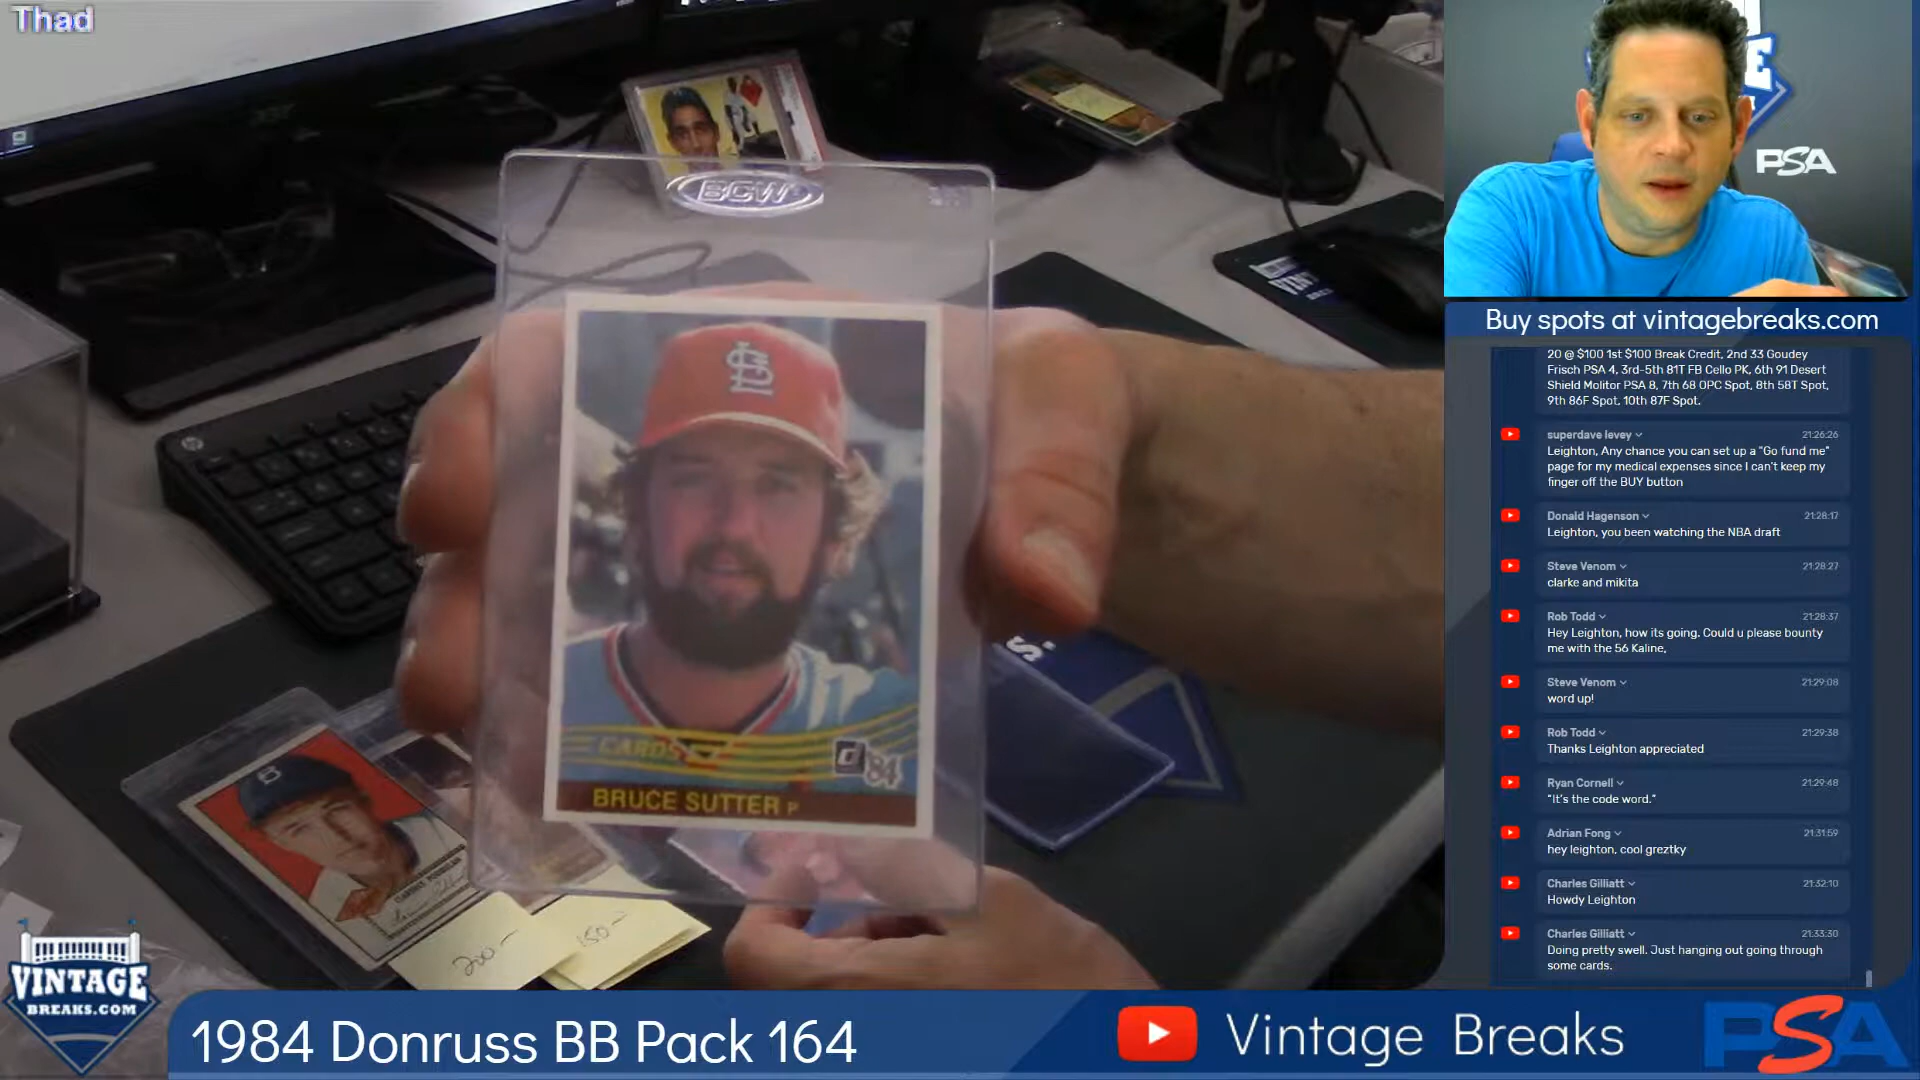 Thad
BCW
CARDS
d '84
BRUCE SUTTER P
200-
150-
VINTAGE
BREAKS.COM
1984 Donruss BB Pack 164
Vintage Breaks
PSA
PSA
Buy spots at vintagebreaks.com
20 @ $100 1st $100 Break Credit, 2nd 33 Goudey
Frisch PSA 4, 3rd-5th 81T FB Cello PK, 6th 91 Desert
Shield Molitor PSA 8, 7th 68 OPC Spot, 8th 58T Spot,
9th 86F Spot, 10th 87F Spot.
superdave levey 21:26:26
Leighton, Any chance you can set up a "Go fund me"
page for my medical expenses since I can't keep my
finger off the BUY button
Donald Hagenson 21:28:17
Leighton, you been watching the NBA draft
Steve Venom 21:28:27
clarke and mikita
Rob Todd 21:28:37
Hey Leighton, how its going. Could u please bounty
me with the 56 Kaline,
Steve Venom 21:29:08
word up!
Rob Todd 21:29:38
Thanks Leighton appreciated
Ryan Cornell 21:29:48
"It's the code word."
Adrian Fong 21:31:59
hey leighton, cool greztky
Charles Gilliatt 21:32:10
Howdy Leighton
Charles Gilliatt 21:33:30
Doing pretty swell. Just hanging out going through
some cards.